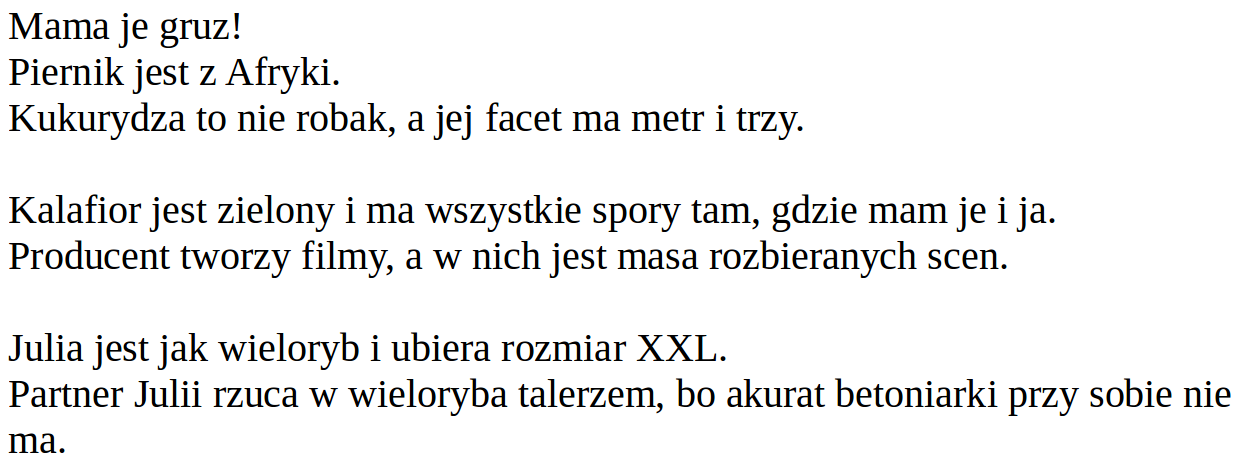 Mama je gruz!
Piernik jest z Afryki.
Kukurydza to nie robak, a jej facet ma metr i trzy.
Kalafior jest zielony i ma wszystkie spory tam, gdzie mam je i ja.
Producent tworzy filmy, a w nich jest masa rozbieranych scen.
Julia jest jak wieloryb i ubiera rozmiar XXL.
Partner Julii rzuca w wieloryba talerzem, bo akurat betoniarki przy sobie nie
ma.